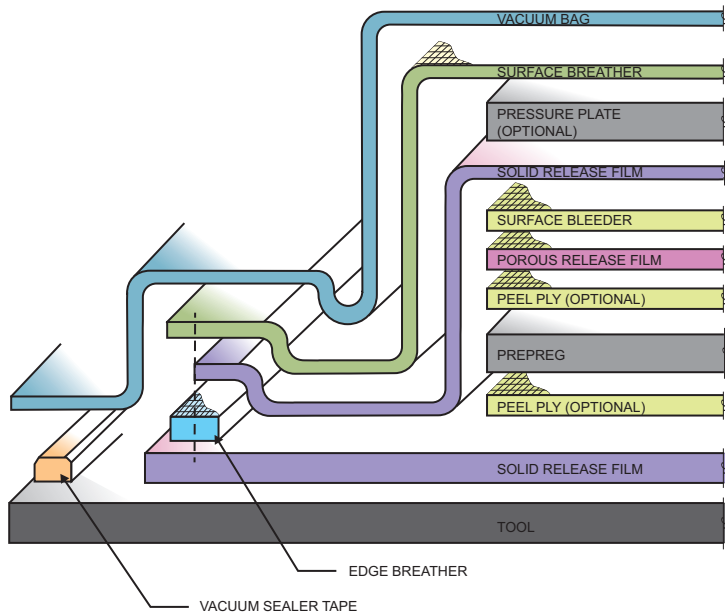 VACUUM BAG
SURFACE BREATHER
PRESSURE PLATE
(OPTIONAL)
SOLID RELEASE FILM
SURFACE BLEEDER
POROUS RELEASE FILM
PEEL PLY (OPTIONAL)
PREPREG
PEEL PLY (OPTIONAL)
SOLID RELEASE FILM
TOOL
EDGE BREATHER
VACUUM SEALER TAPE